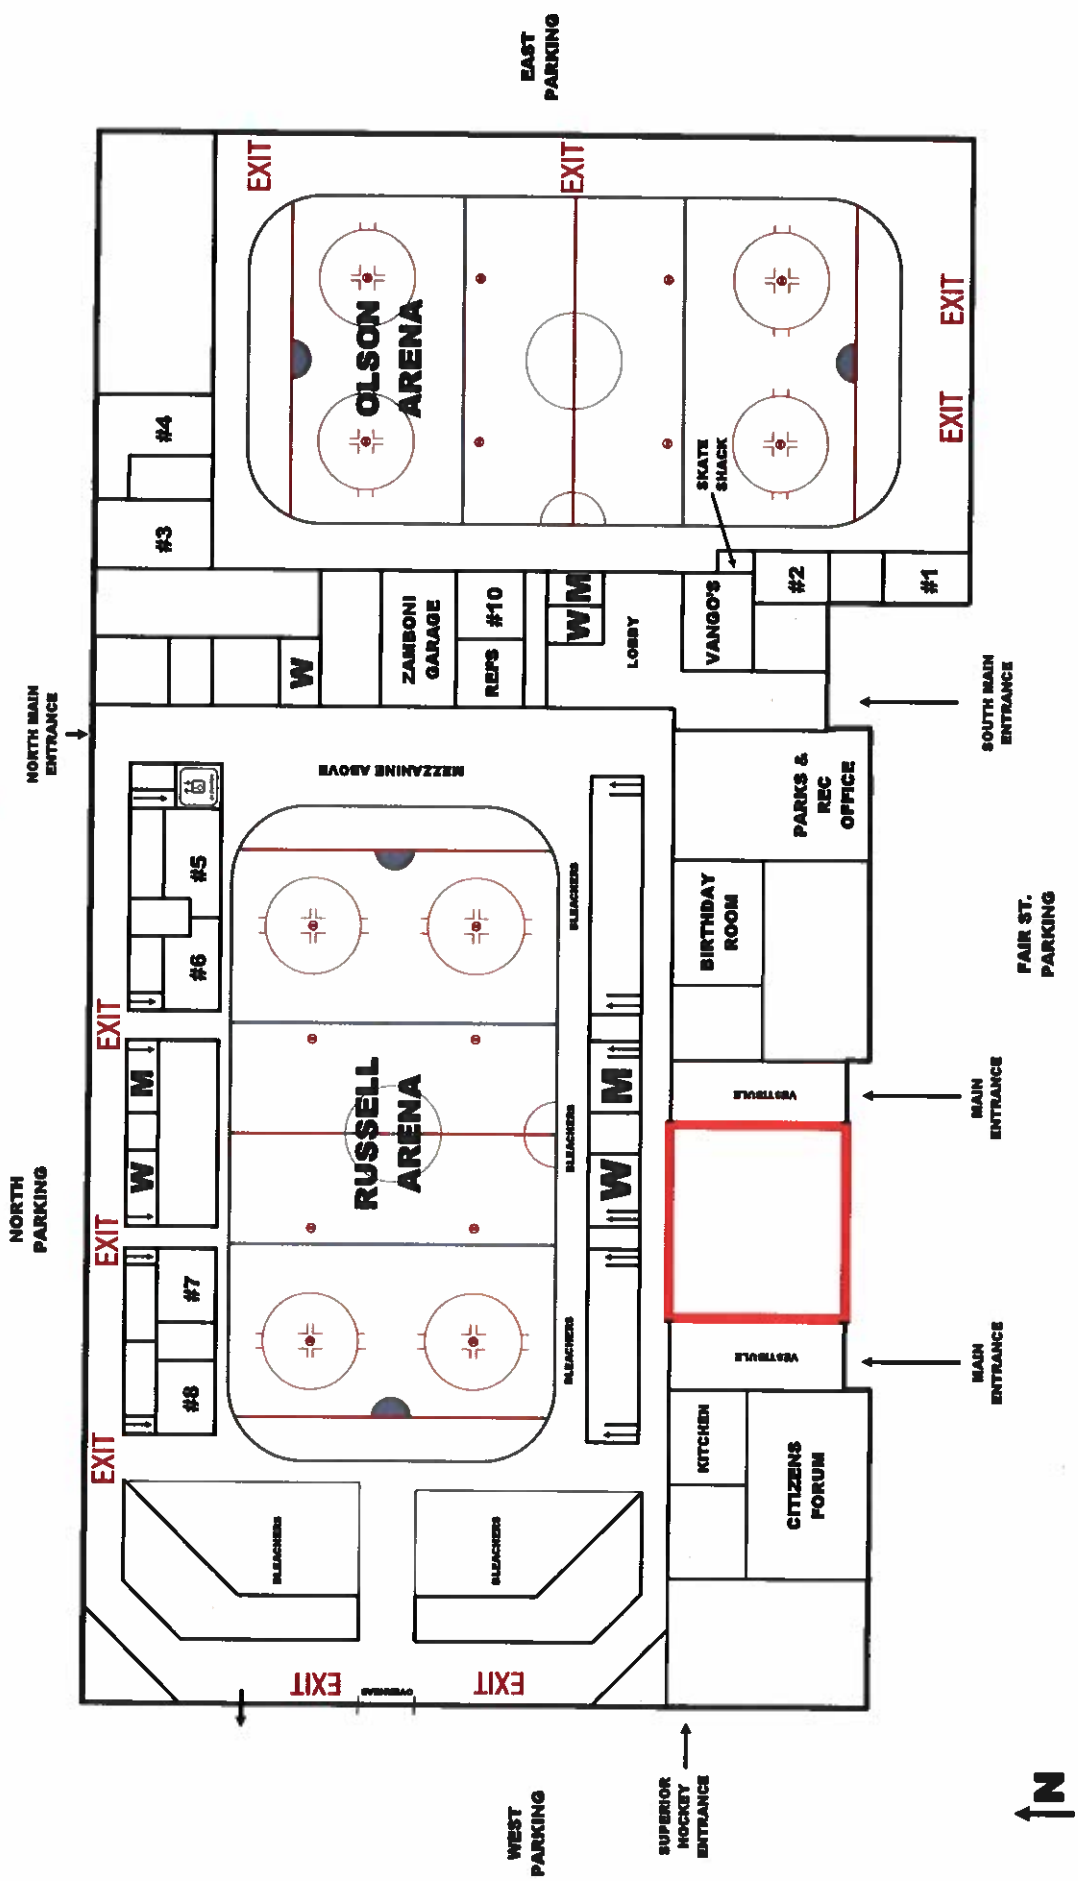 NORTH
PARKING
NORTH MAIN
ENTRANCE
EXIT
EXIT
EXIT
W
M
#8
#7
#6
#5
#3
#4
EXIT
EXIT
BLEACHERS
W
MEZZANINE ABOVE
RUSSELL
ARENA
OLSON
ARENA
OVERHEAD
ZAMBONI
GARAGE
EXIT
BLEACHERS
REFS
#10
WEST
PARKING
EAST
PARKING
EXIT
BLEACHERS
BLEACHERS
BLEACHERS
W
M
W
M
LOBBY
SUPERIOR
HOCKEY
ENTRANCE
KITCHEN
BIRTHDAY
ROOM
VANGO'S
SKATE
SHACK
VESTIBULE
VESTIBULE
CITIZENS
FORUM
PARKS &
REC
OFFICE
#2
#1
EXIT
EXIT
MAIN
ENTRANCE
MAIN
ENTRANCE
SOUTH MAIN
ENTRANCE
FAIR ST.
PARKING
N